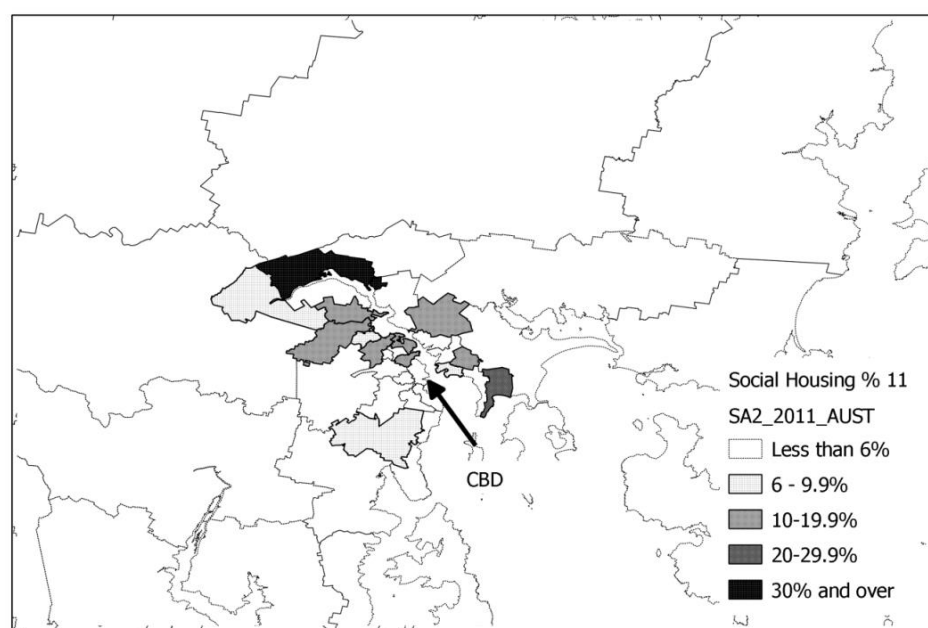 Social Housing % 11
SA2_2011_AUST
Less than 6%
6 - 9.9%
10-19.9%
20-29.9%
30% and over
CBD